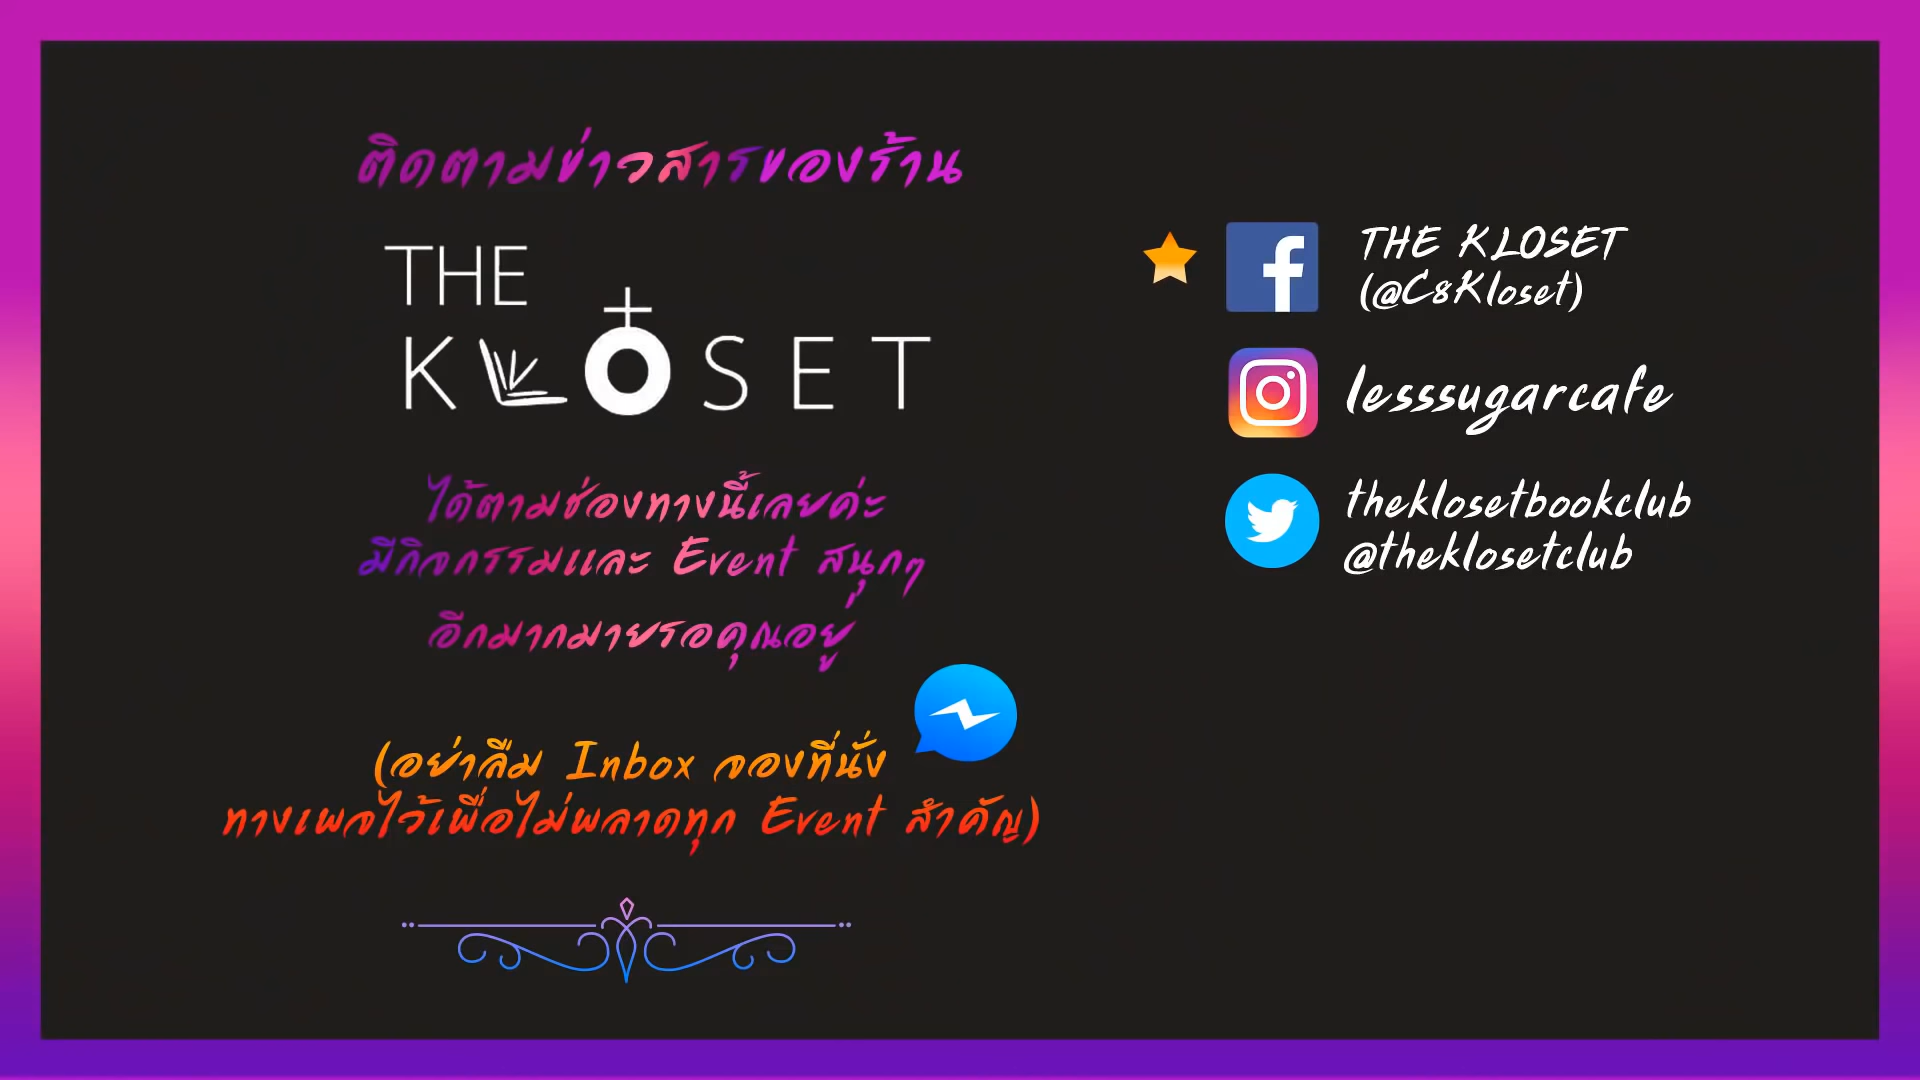 ติดตามข่าวสารของร้าน
THE
KLOSET
ได้ตามช่องทางนี้เลยค่ะ
มีกิจกรรมและ Event สนุกๆ
อีกมากมายรอคุณอยู่
(อย่าลืม Inbox จองที่นั่ง
ทางเพจไว้เพื่อไม่พลาดทุก Event สำคัญ)
THE KLOSET
(@C8Kloset)
lesssugarcafe
theklosetbookclub
@theklosetclub